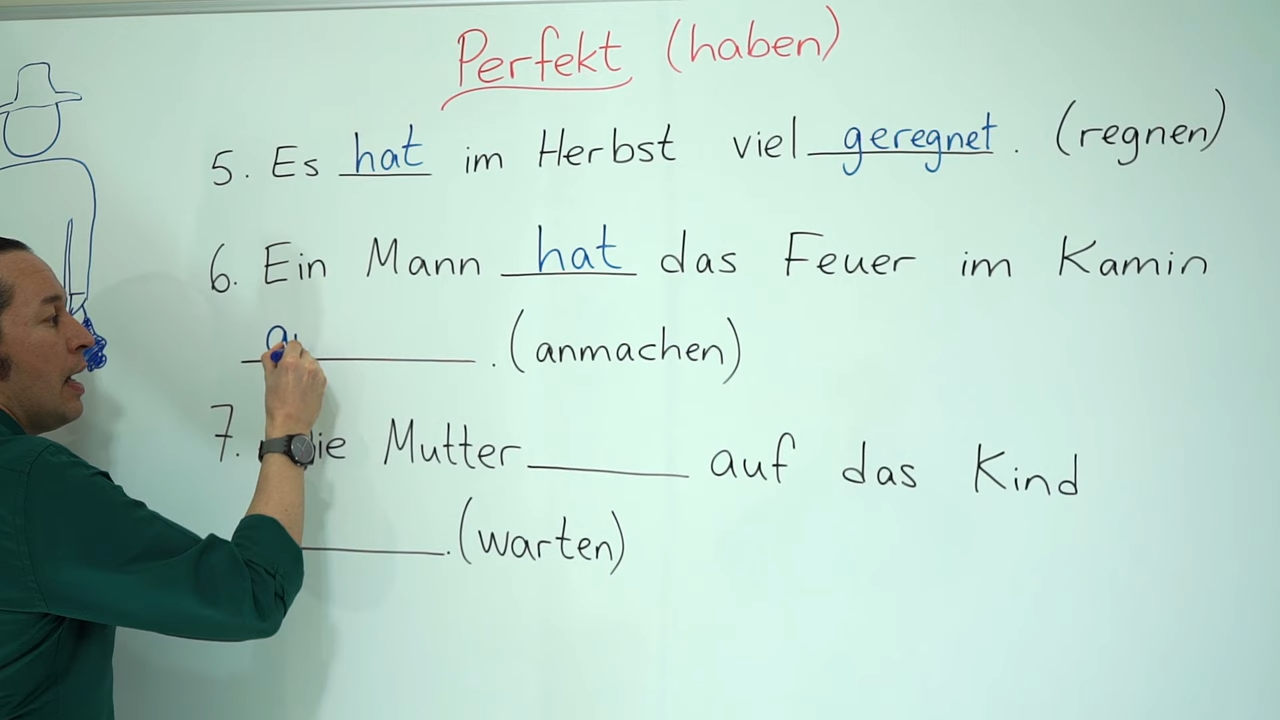 Perfekt (haben)
5. Es hat im Herbst viel geregnet. (regnen)
6. Ein Mann hat das Feuer im Kamin
. (anmachen)
7. Mutter auf das Kind
. (warten)